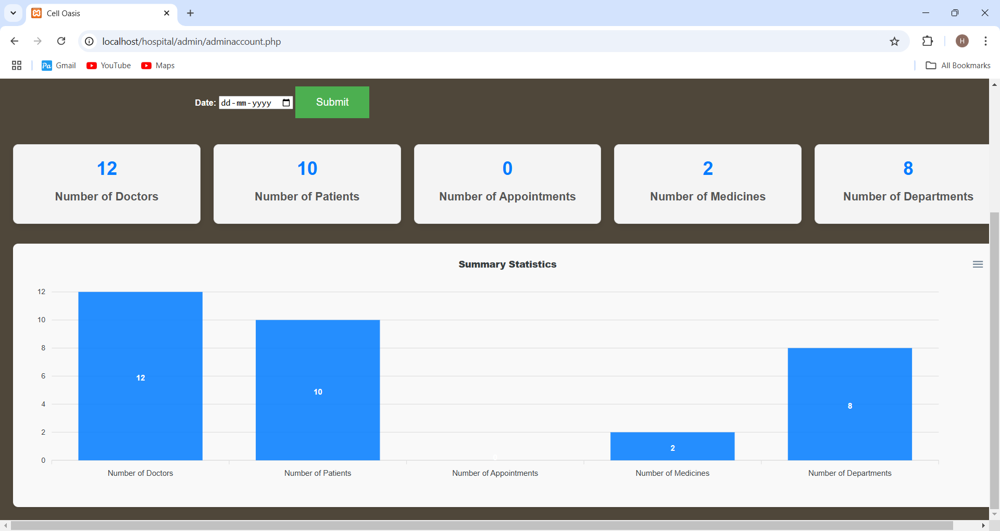 Cell Oasis
localhost/hospital/admin/adminaccount.php
H
Pa Gmail YouTube Maps All Bookmarks
Date: dd-mm-yyyy Submit
12 10 0 2 8
Number of Doctors Number of Patients Number of Appointments Number of Medicines Number of Departments
Summary Statistics
12
10
8
6
4
2
0
12
10
0
2
8
Number of Doctors Number of Patients Number of Appointments Number of Medicines Number of Departments